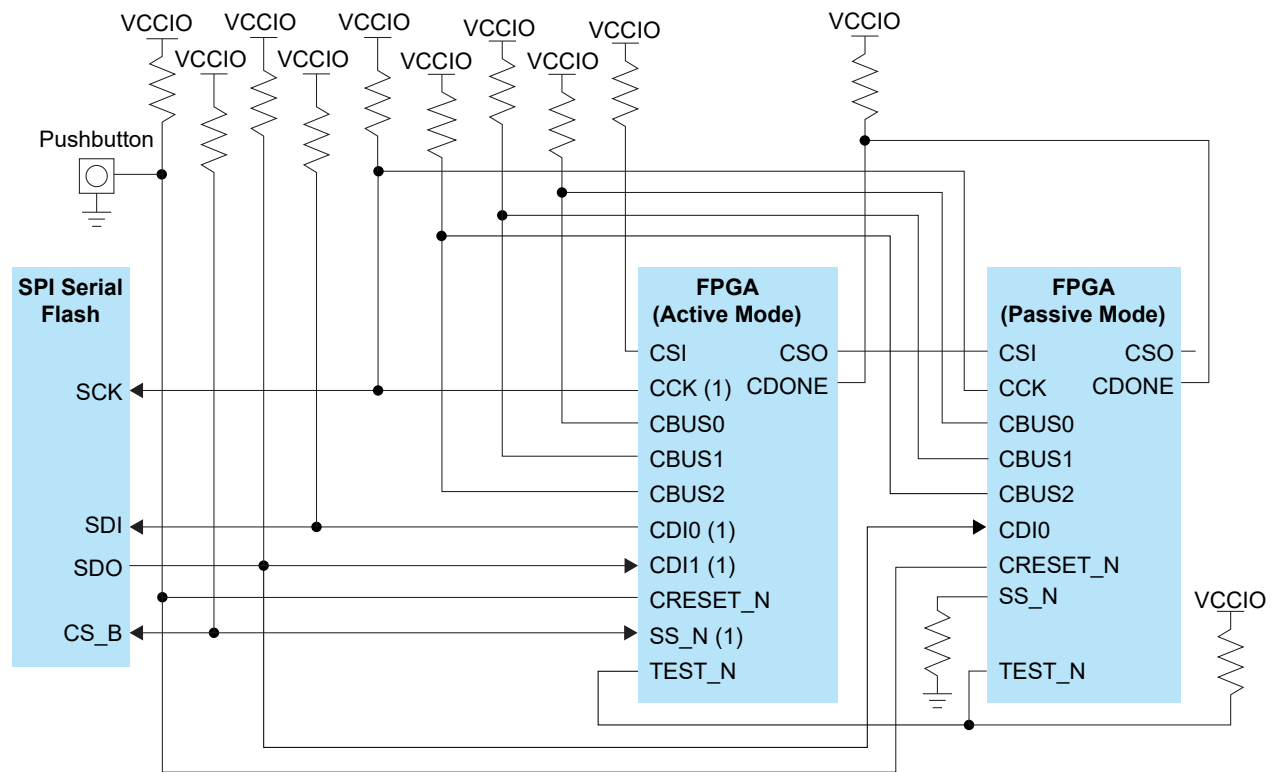 VCCIO
VCCIO
VCCIO
VCCIO
VCCIO
VCCIO
VCCIO
VCCIO
VCCIO
VCCIO
Pushbutton
SPI Serial
Flash
SCK
SDI
SDO
CS_B
FPGA
(Active Mode)
CSI
CSO
CCK (1)
CDONE
CBUS0
CBUS1
CBUS2
CDI0 (1)
CDI1 (1)
CRESET_N
SS_N (1)
TEST_N
FPGA
(Passive Mode)
CSI
CSO
CCK
CDONE
CBUS0
CBUS1
CBUS2
CDI0
CRESET_N
SS_N
TEST_N
VCCIO